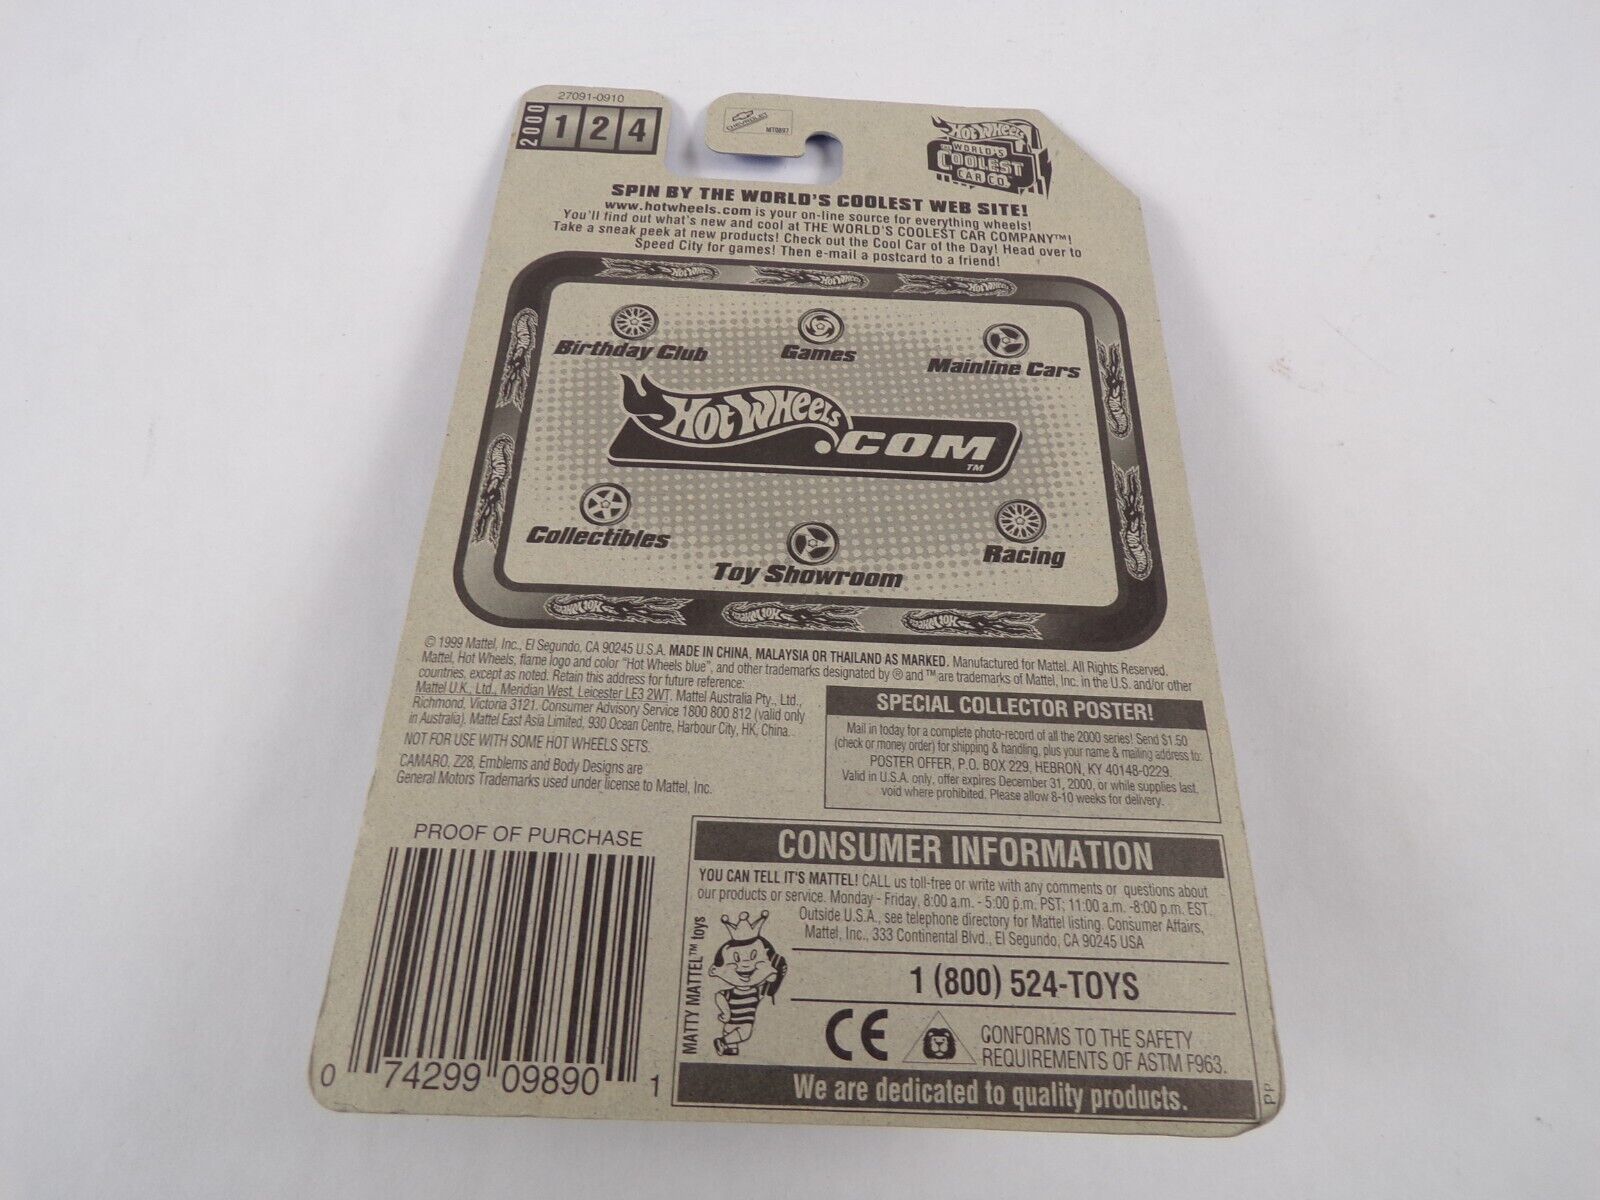 27091-0910
2000 1 2 4
CHEVROLET
MT0897
HOT WHEELS
THE WORLD'S
COOLEST
CAR CO.
SPIN BY THE WORLD'S COOLEST WEB SITE!
www.hotwheels.com is your on-line source for everything wheels!
You'll find out what's new and cool at THE WORLD'S COOLEST CAR COMPANY™!
Take a sneak peek at new products! Check out the Cool Car of the Day! Head over to
Speed City for games! Then e-mail a postcard to a friend!
HOT WHEELS HOT WHEELS HOT WHEELS
Birthday Club
Games
Mainline Cars
HOT WHEELS.COM™
Collectibles
Toy Showroom
Racing
HOT WHEELS HOT WHEELS HOT WHEELS
© 1999 Mattel, Inc., El Segundo, CA 90245 U.S.A. MADE IN CHINA, MALAYSIA OR THAILAND AS MARKED. Manufactured for Mattel. All Rights Reserved.
Mattel, Hot Wheels, flame logo and color "Hot Wheels blue", and other trademarks designated by ® and ™ are trademarks of Mattel, Inc. in the U.S. and/or other
countries, except as noted. Retain this address for future reference:
Mattel U.K., Ltd., Meridian West, Leicester LE3 2WT. Mattel Australia Pty., Ltd.,
Richmond, Victoria 3121. Consumer Advisory Service 1800 800 812 (valid only
in Australia). Mattel East Asia Limited, 930 Ocean Centre, Harbour City, HK, China.
NOT FOR USE WITH SOME HOT WHEELS SETS.
CAMARO, Z28, Emblems and Body Designs are
General Motors Trademarks used under license to Mattel, Inc.
SPECIAL COLLECTOR POSTER!
Mail in today for a complete photo-record of all the 2000 series! Send $1.50
(check or money order) for shipping & handling, plus your name & mailing address to:
POSTER OFFER, P.O. BOX 229, HEBRON, KY 40148-0229.
Valid in U.S.A. only, offer expires December 31, 2000, or while supplies last,
void where prohibited. Please allow 8-10 weeks for delivery.
PROOF OF PURCHASE
0 74299 09890 1
CONSUMER INFORMATION
YOU CAN TELL IT'S MATTEL! CALL us toll-free or write with any comments or questions about
our products or service. Monday - Friday, 8:00 a.m. - 5:00 p.m. PST; 11:00 a.m. -8:00 p.m. EST.
Outside U.S.A., see telephone directory for Mattel listing. Consumer Affairs,
Mattel, Inc., 333 Continental Blvd., El Segundo, CA 90245 USA
MATTY MATTEL™ toys
1 (800) 524-TOYS
CE
CONFORMS TO THE SAFETY
REQUIREMENTS OF ASTM F963.
We are dedicated to quality products.
PP